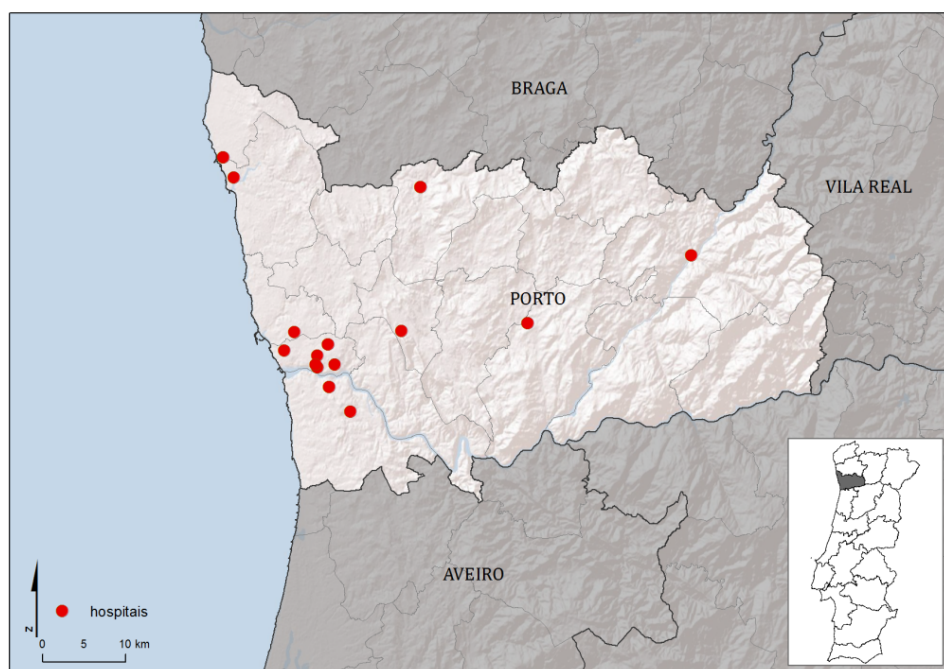 BRAGA
VILA REAL
PORTO
AVEIRO
N
hospitais
0 5 10 km